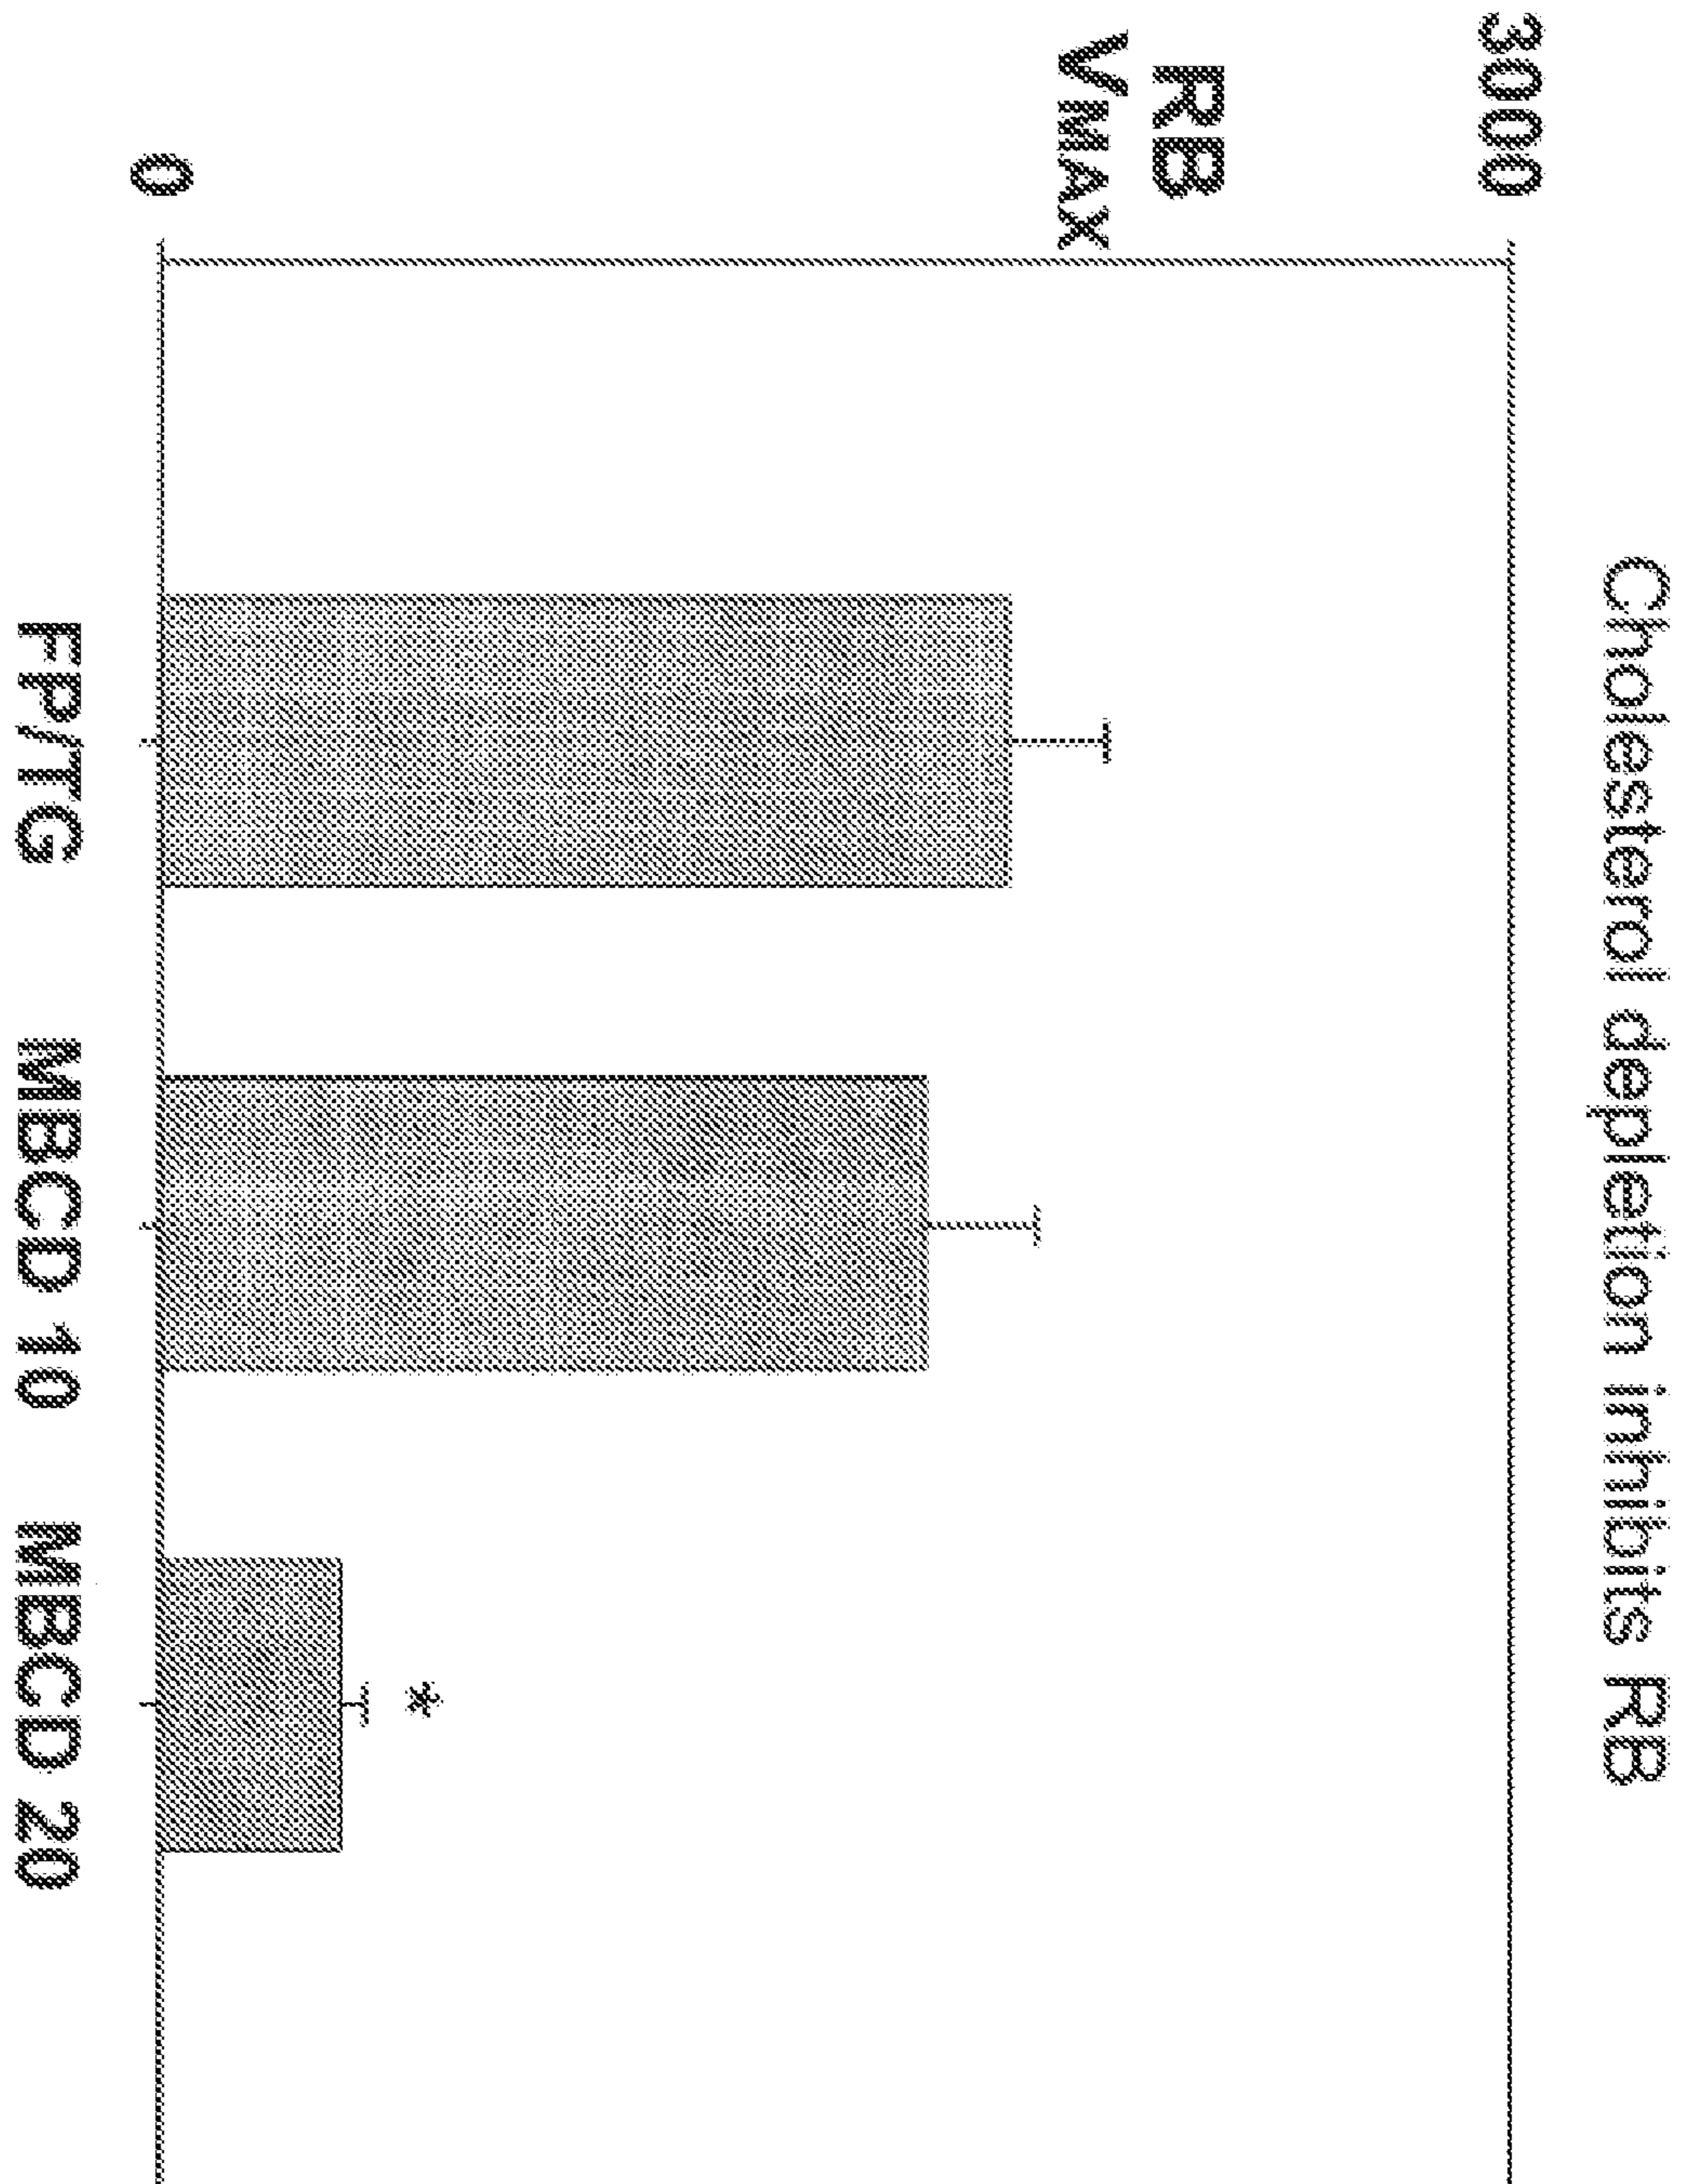 Cholesterol depletion inhibits RB
3000
RB
VMAX
0
FP/TG MBCD 10 MBCD 20
*